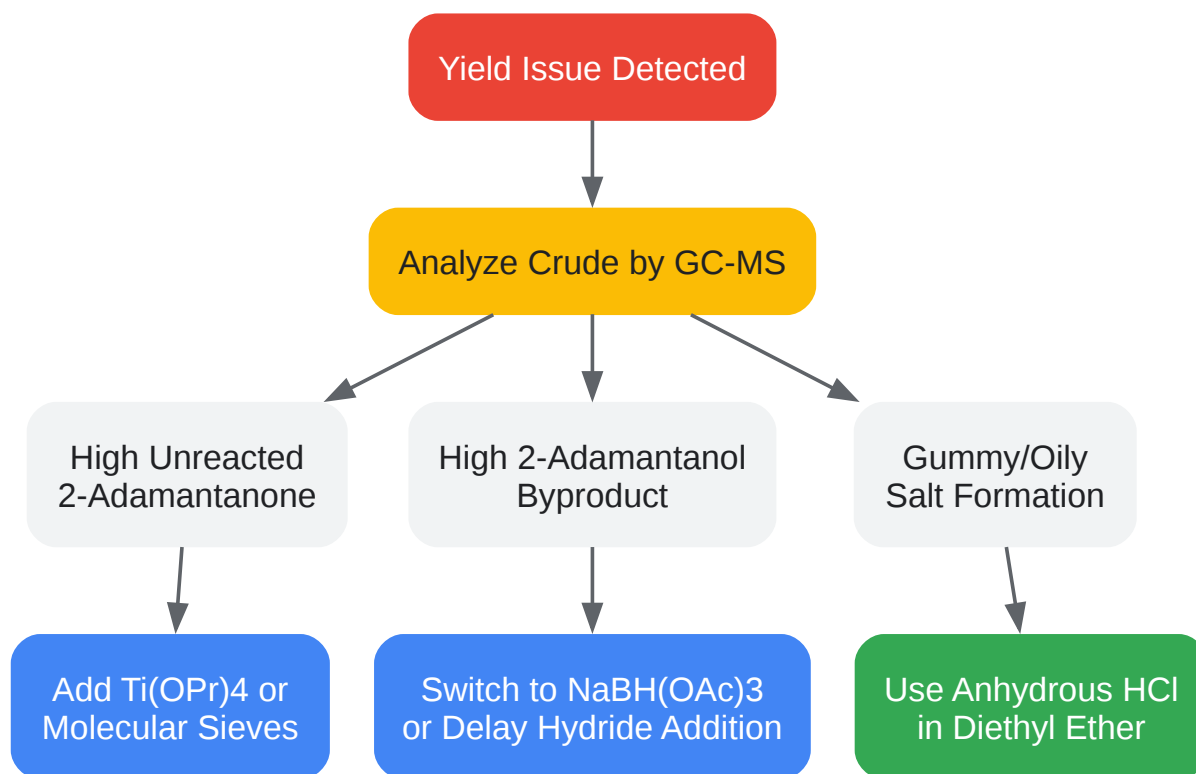 Yield Issue Detected
Analyze Crude by GC-MS
High Unreacted
2-Adamantanone
High 2-Adamantanol
Byproduct
Gummy/Oily
Salt Formation
Add Ti(OPr)4 or
Molecular Sieves
Switch to NaBH(OAc)3
or Delay Hydride Addition
Use Anhydrous HCl
in Diethyl Ether